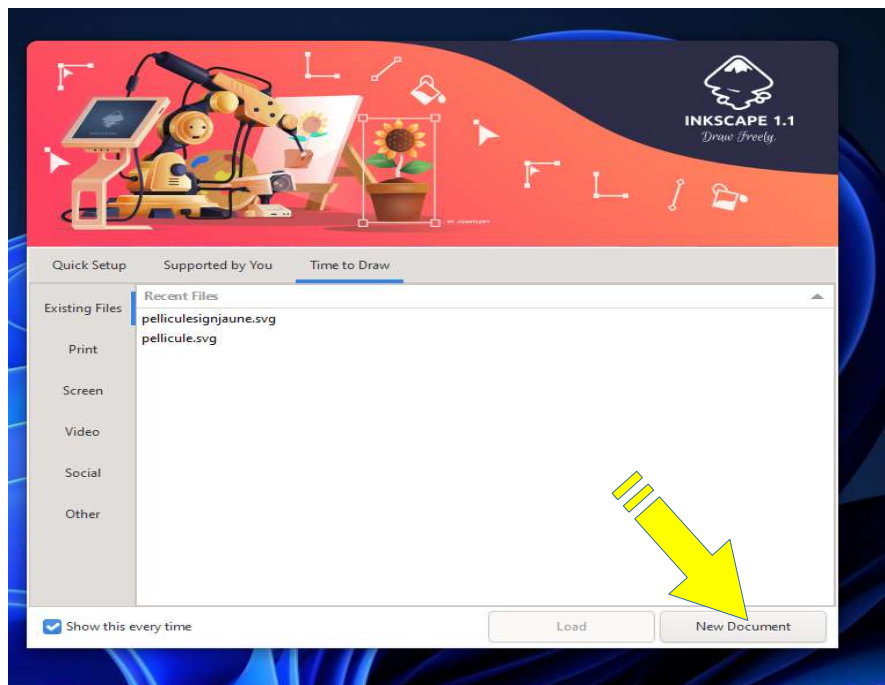 INKSCAPE 1.1
Draw Freely.
Quick Setup
Supported by You
Time to Draw
Existing Files
Print
Screen
Video
Social
Other
Recent Files
pelliculesignjaune.svg
pellicule.svg
Show this every time
Load
New Document